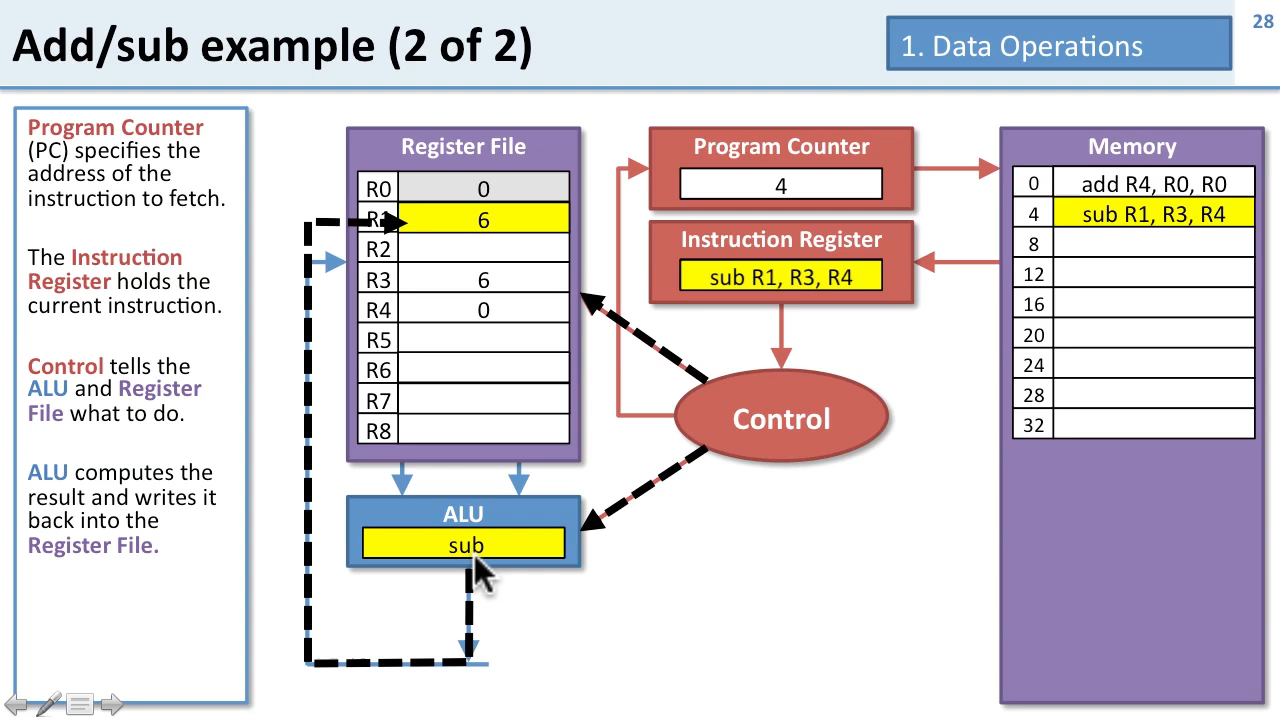 Add/sub example (2 of 2)
1. Data Operations
28
Program Counter
(PC) specifies the
address of the
instruction to fetch.
The Instruction
Register holds the
current instruction.
Control tells the
ALU and Register
File what to do.
ALU computes the
result and writes it
back into the
Register File.
Register File
R0 0
R1 6
R2
R3 6
R4 0
R5
R6
R7
R8
ALU
sub
Program Counter
4
Instruction Register
sub R1, R3, R4
Control
Memory
0 add R4, R0, R0
4 sub R1, R3, R4
8
12
16
20
24
28
32